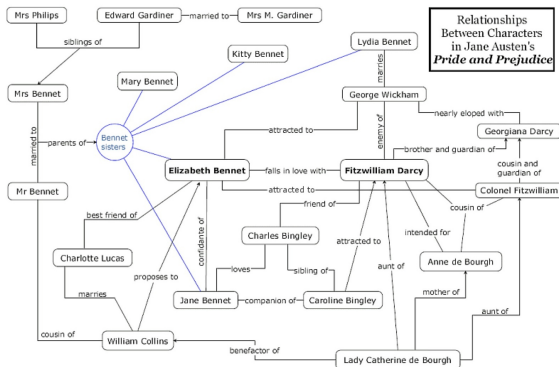 Mrs Philips
Edward Gardiner
married to
Mrs M. Gardiner
Relationships
Between Characters
in Jane Austen's
Pride and Prejudice
siblings of
Lydia Bennet
Kitty Bennet
Mary Bennet
marries
Mrs Bennet
George Wickham
nearly eloped with
Georgiana Darcy
attracted to
enemy of
married to
parents of
Bennet
sisters
brother and guardian of
cousin and
guardian of
Elizabeth Bennet
falls in love with
Fitzwilliam Darcy
Mr Bennet
attracted to
Colonel Fitzwilliam
best friend of
friend of
cousin of
confidante of
Charles Bingley
intended for
Charlotte Lucas
attracted to
Anne de Bourgh
proposes to
loves
sibling of
aunt of
marries
Jane Bennet
companion of
Caroline Bingley
mother of
aunt of
cousin of
William Collins
benefactor of
Lady Catherine de Bourgh